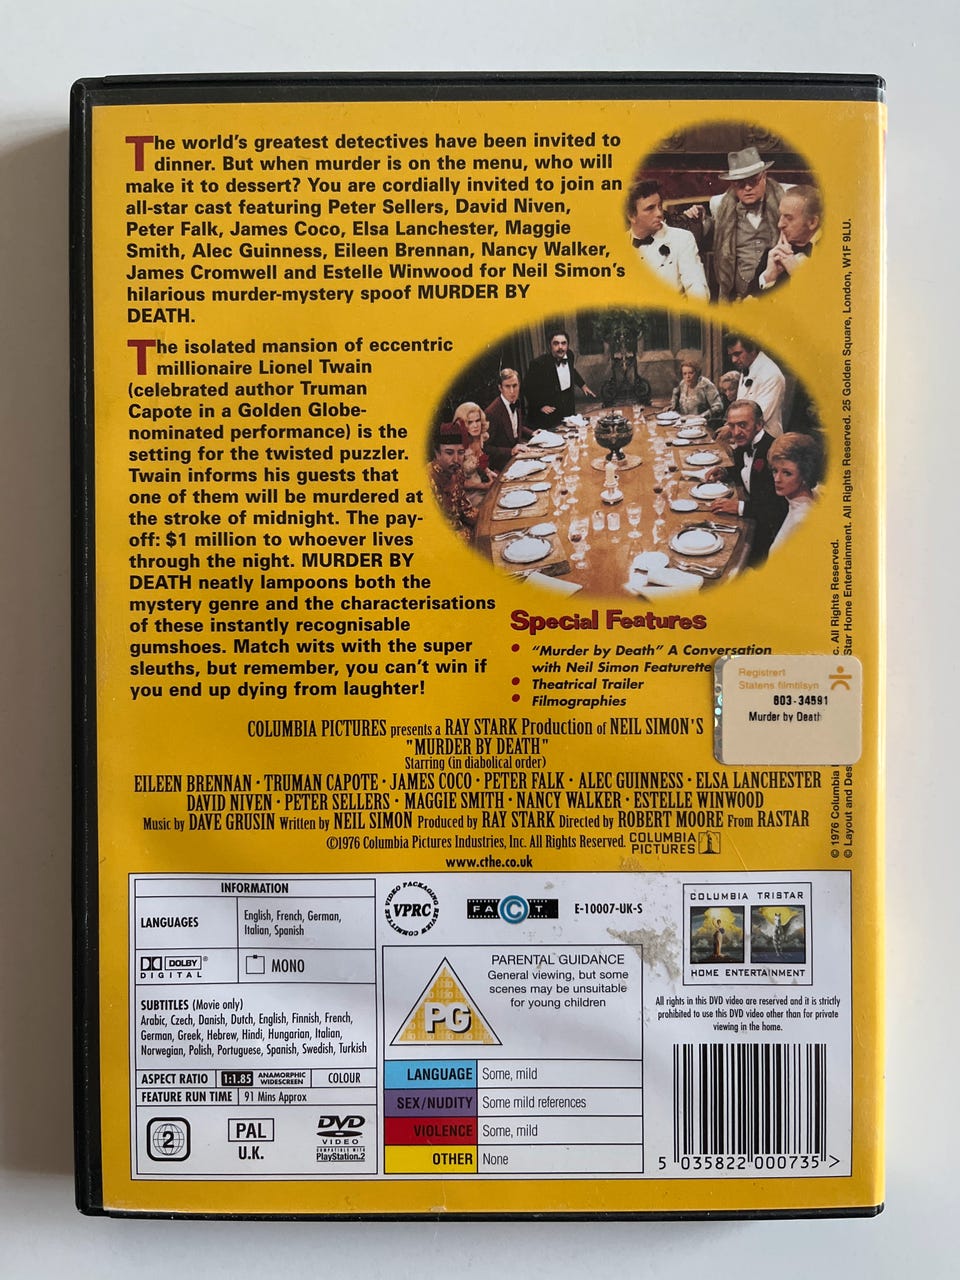 The world's greatest detectives have been invited to
dinner. But when murder is on the menu, who will
make it to dessert? You are cordially invited to join an
all-star cast featuring Peter Sellers, David Niven,
Peter Falk, James Coco, Elsa Lanchester, Maggie
Smith, Alec Guinness, Eileen Brennan, Nancy Walker,
James Cromwell and Estelle Winwood for Neil Simon's
hilarious murder-mystery spoof MURDER BY
DEATH.
The isolated mansion of eccentric
millionaire Lionel Twain
(celebrated author Truman
Capote in a Golden Globe-
nominated performance) is the
setting for the twisted puzzler.
Twain informs his guests that
one of them will be murdered at
the stroke of midnight. The pay-
off: $1 million to whoever lives
through the night. MURDER BY
DEATH neatly lampoons both the
mystery genre and the characterisations
of these instantly recognisable
gumshoes. Match wits with the super
sleuths, but remember, you can't win if
you end up dying from laughter!
Special Features
• "Murder by Death" A Conversation
with Neil Simon Featurette
• Theatrical Trailer
• Filmographies
Registrert
Statens filmtilsyn
803-34591
Murder by Death
COLUMBIA PICTURES presents a RAY STARK Production of NEIL SIMON'S
"MURDER BY DEATH"
Starring (in diabolical order)
EILEEN BRENNAN · TRUMAN CAPOTE · JAMES COCO · PETER FALK · ALEC GUINNESS · ELSA LANCHESTER
DAVID NIVEN · PETER SELLERS · MAGGIE SMITH · NANCY WALKER · ESTELLE WINWOOD
Music by DAVE GRUSIN Written by NEIL SIMON Produced by RAY STARK Directed by ROBERT MOORE From RASTAR
©1976 Columbia Pictures Industries, Inc. All Rights Reserved. COLUMBIA PICTURES
www.cthe.co.uk
© 1976 Columbia c. All Rights Reserved.
© Layout and Des Star Home Entertainment. All Rights Reserved. 25 Golden Square, London, W1F 9LU.
INFORMATION
LANGUAGES
English, French, German,
Italian, Spanish
DOLBY
DIGITAL
MONO
SUBTITLES (Movie only)
Arabic, Czech, Danish, Dutch, English, Finnish, French,
German, Greek, Hebrew, Hindi, Hungarian, Italian,
Norwegian, Polish, Portuguese, Spanish, Swedish, Turkish
ASPECT RATIO 1:1.85 ANAMORPHIC WIDESCREEN COLOUR
FEATURE RUN TIME 91 Mins Approx
2
PAL
U.K.
DVD
VIDEO
COMPATIBLE WITH
PlayStation.2
VIDEO PACKAGING REVIEW COMMITTEE
VPRC
FACT
E-10007-UK-S
PG
PARENTAL GUIDANCE
General viewing, but some
scenes may be unsuitable
for young children
LANGUAGE Some, mild
SEX/NUDITY Some mild references
VIOLENCE Some, mild
OTHER None
COLUMBIA TRISTAR
HOME ENTERTAINMENT
All rights in this DVD video are reserved and it is strictly
prohibited to use this DVD video other than for private
viewing in the home.
5 035822 000735 >